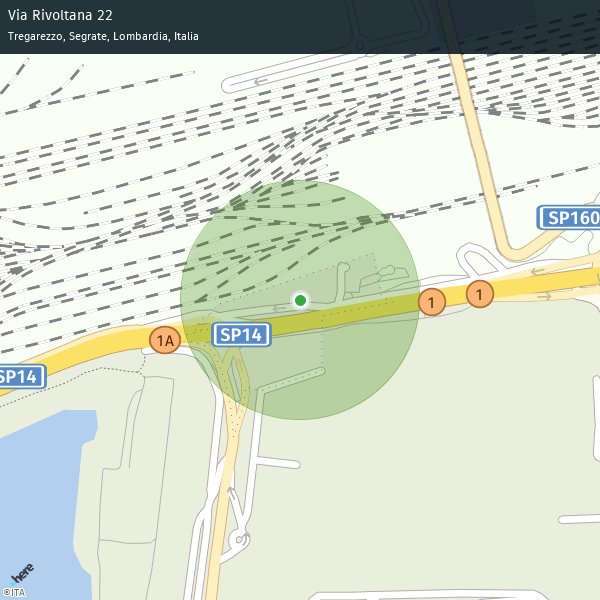 Via Rivoltana 22
Tregarezzo, Segrate, Lombardia, Italia
SP160
1
1
SP14
1A
SP14
here
©ITA